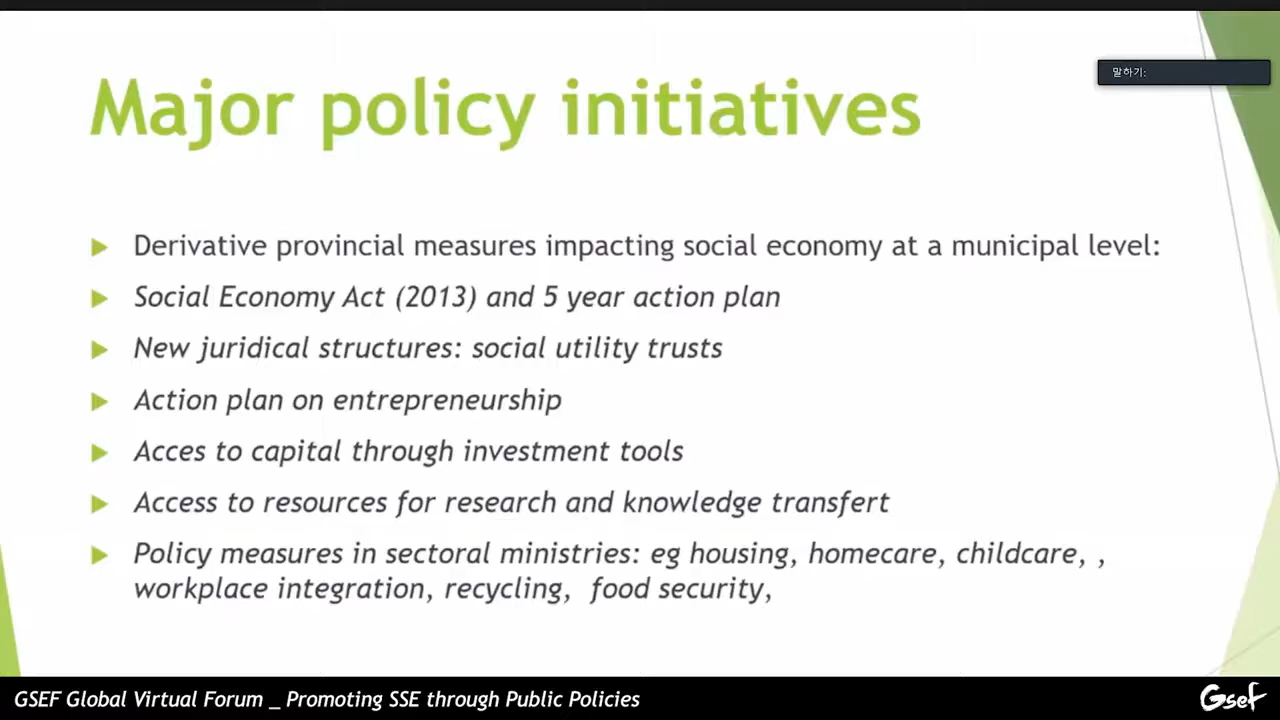 말하기:
Major policy initiatives
Derivative provincial measures impacting social economy at a municipal level:
Social Economy Act (2013) and 5 year action plan
New juridical structures: social utility trusts
Action plan on entrepreneurship
Acces to capital through investment tools
Access to resources for research and knowledge transfert
Policy measures in sectoral ministries: eg housing, homecare, childcare, ,
workplace integration, recycling,  food security,
GSEF Global Virtual Forum _ Promoting SSE through Public Policies
Gsef